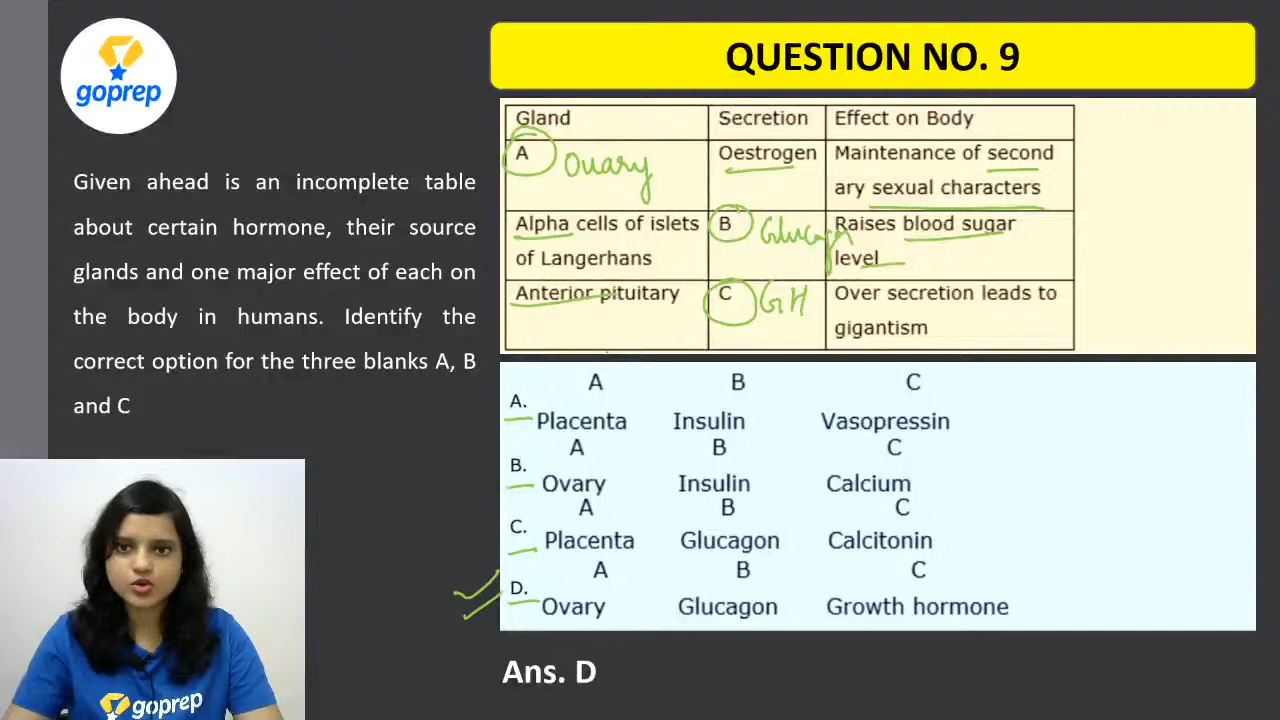 goprep
QUESTION NO. 9
Given ahead is an incomplete table
about certain hormone, their source
glands and one major effect of each on
the body in humans. Identify the
correct option for the three blanks A, B
and C
Gland Secretion Effect on Body
A Ovary Oestrogen Maintenance of second
ary sexual characters
Alpha cells of islets B Glucagon Raises blood sugar
of Langerhans level
Anterior pituitary C GH Over secretion leads to
gigantism
A B C
A.
Placenta Insulin Vasopressin
A B C
B.
Ovary Insulin Calcium
A B C
C.
Placenta Glucagon Calcitonin
A B C
D.
Ovary Glucagon Growth hormone
Ans. D
goprep